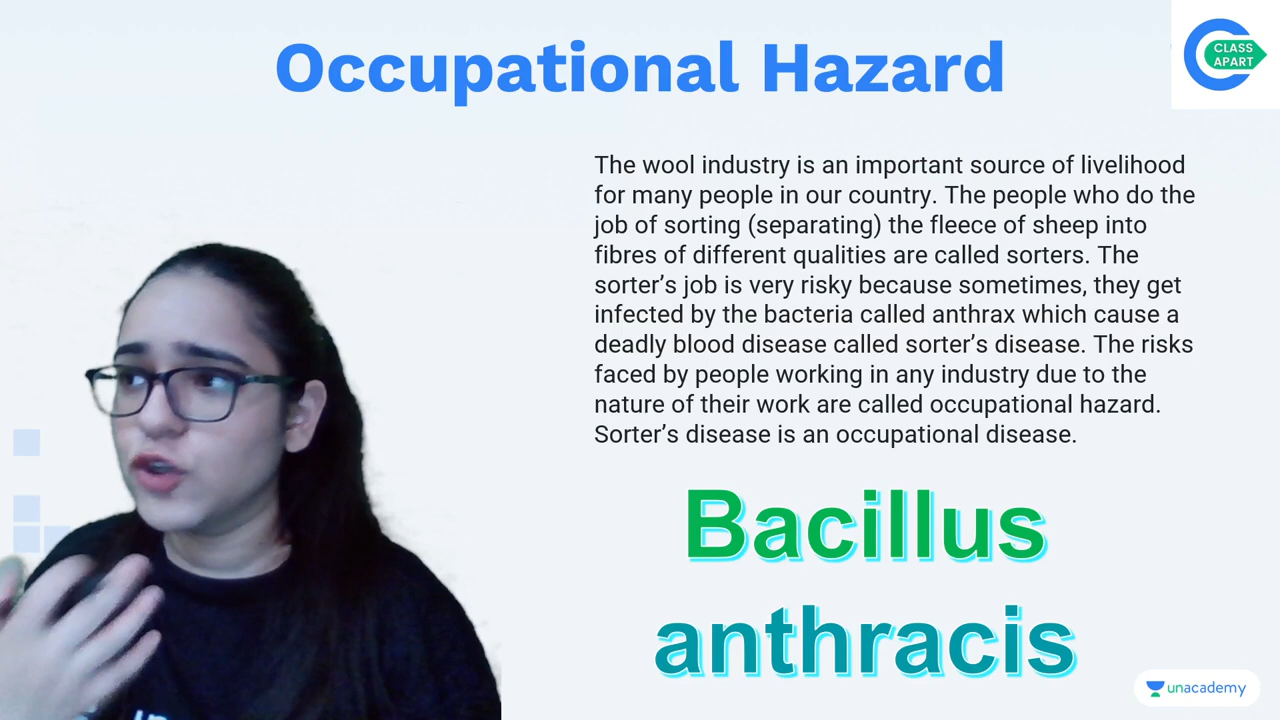 Occupational Hazard
CLASS
APART
The wool industry is an important source of livelihood
for many people in our country. The people who do the
job of sorting (separating) the fleece of sheep into
fibres of different qualities are called sorters. The
sorter’s job is very risky because sometimes, they get
infected by the bacteria called anthrax which cause a
deadly blood disease called sorter’s disease. The risks
faced by people working in any industry due to the
nature of their work are called occupational hazard.
Sorter’s disease is an occupational disease.
Bacillus
anthracis
unacademy